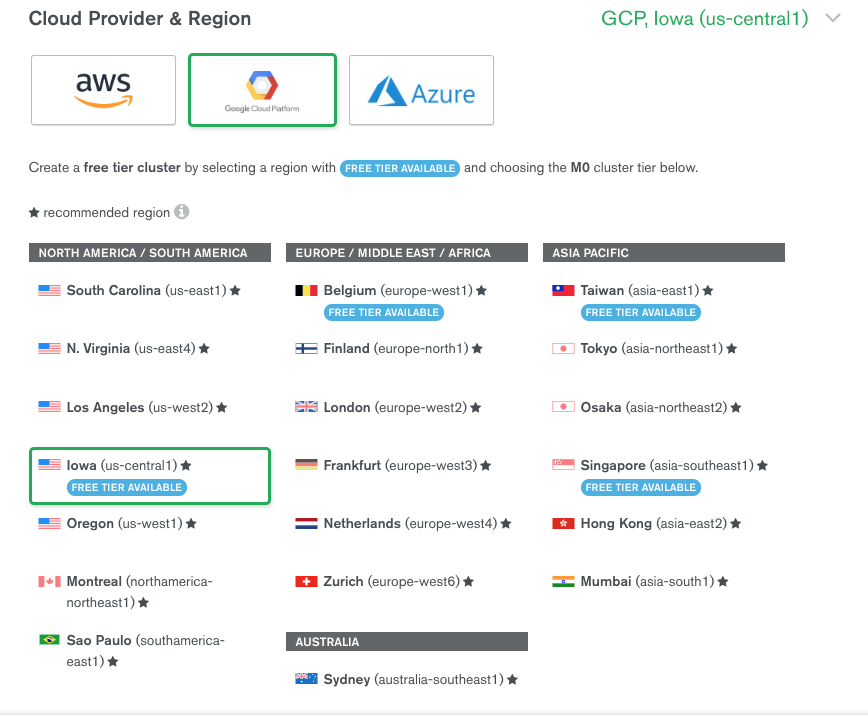 Cloud Provider & Region
GCP, Iowa (us-central1)
aws
Google Cloud Platform
Azure
Create a free tier cluster by selecting a region with FREE TIER AVAILABLE and choosing the M0 cluster tier below.
★ recommended region
NORTH AMERICA / SOUTH AMERICA
South Carolina (us-east1) ★
N. Virginia (us-east4) ★
Los Angeles (us-west2) ★
Iowa (us-central1) ★
FREE TIER AVAILABLE
Oregon (us-west1) ★
Montreal (northamerica-
northeast1) ★
Sao Paulo (southamerica-
east1) ★
EUROPE / MIDDLE EAST / AFRICA
Belgium (europe-west1) ★
FREE TIER AVAILABLE
Finland (europe-north1) ★
London (europe-west2) ★
Frankfurt (europe-west3) ★
Netherlands (europe-west4) ★
Zurich (europe-west6) ★
AUSTRALIA
Sydney (australia-southeast1) ★
ASIA PACIFIC
Taiwan (asia-east1) ★
FREE TIER AVAILABLE
Tokyo (asia-northeast1) ★
Osaka (asia-northeast2) ★
Singapore (asia-southeast1) ★
FREE TIER AVAILABLE
Hong Kong (asia-east2) ★
Mumbai (asia-south1) ★